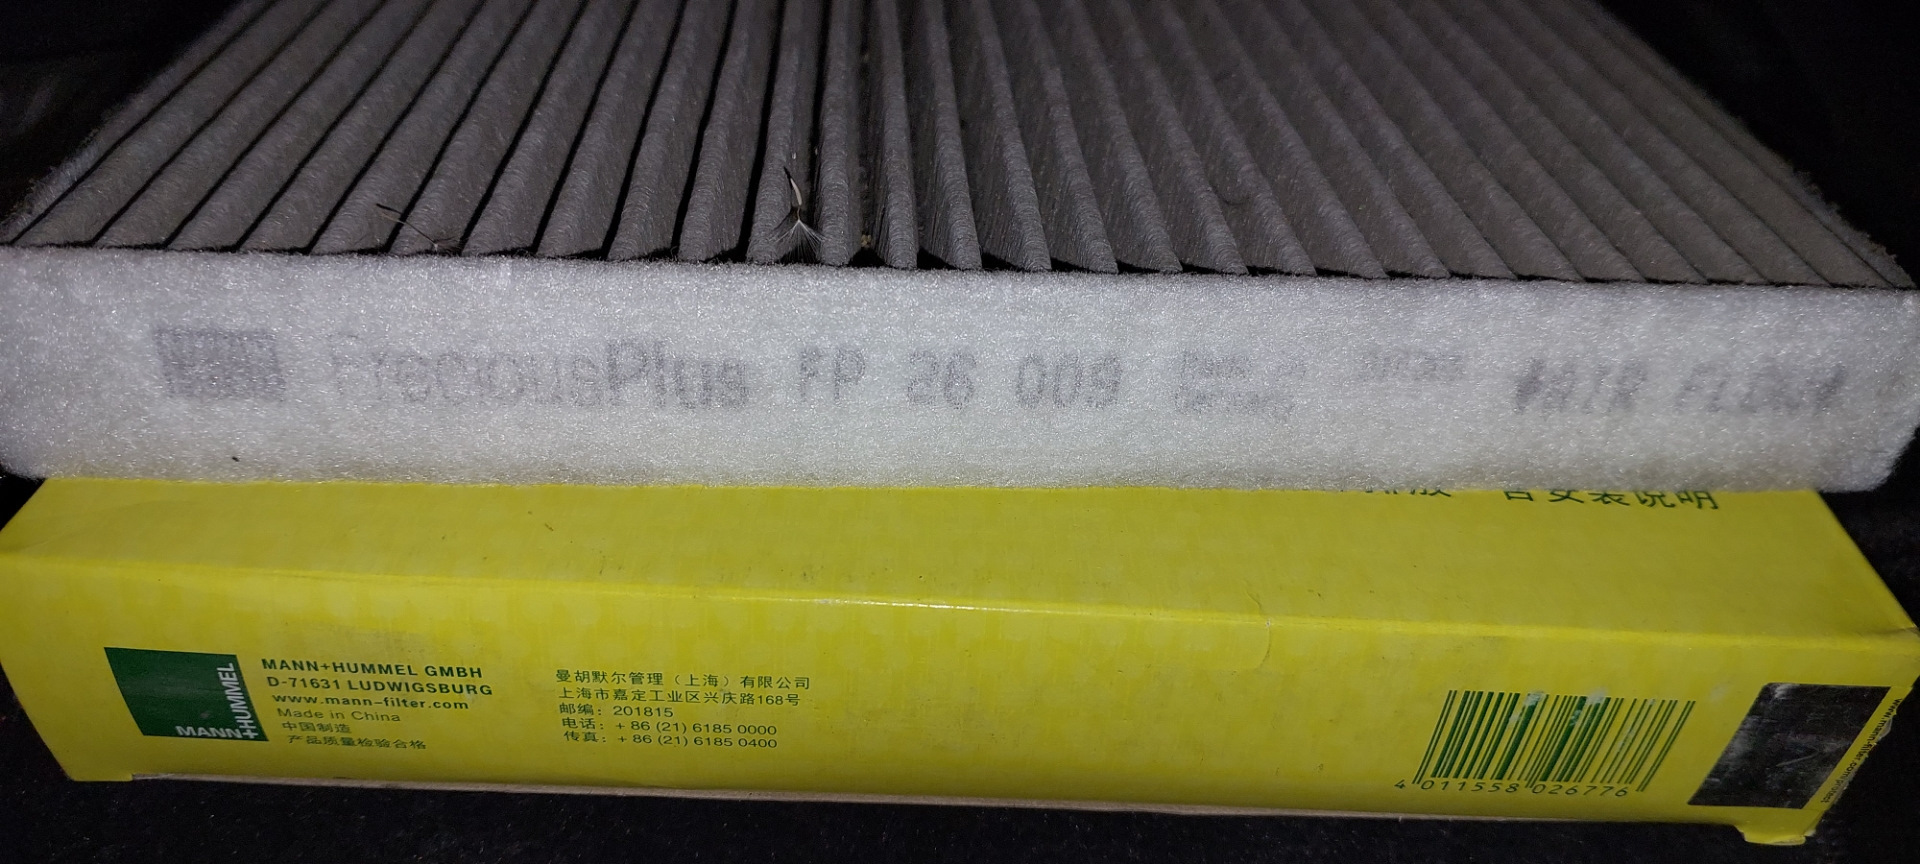 FreciousPlus FP 26 009
AIR FLOW
安装说明
MANN+HUMMEL
MANN+HUMMEL GMBH
D-71631 LUDWIGSBURG
www.mann-filter.com
Made in China
中国制造
产品质量检验合格
曼胡默尔管理（上海）有限公司
上海市嘉定工业区兴庆路168号
邮编：201815
电话：+ 86 (21) 6185 0000
传真：+ 86 (21) 6185 0400
4 011558 026776